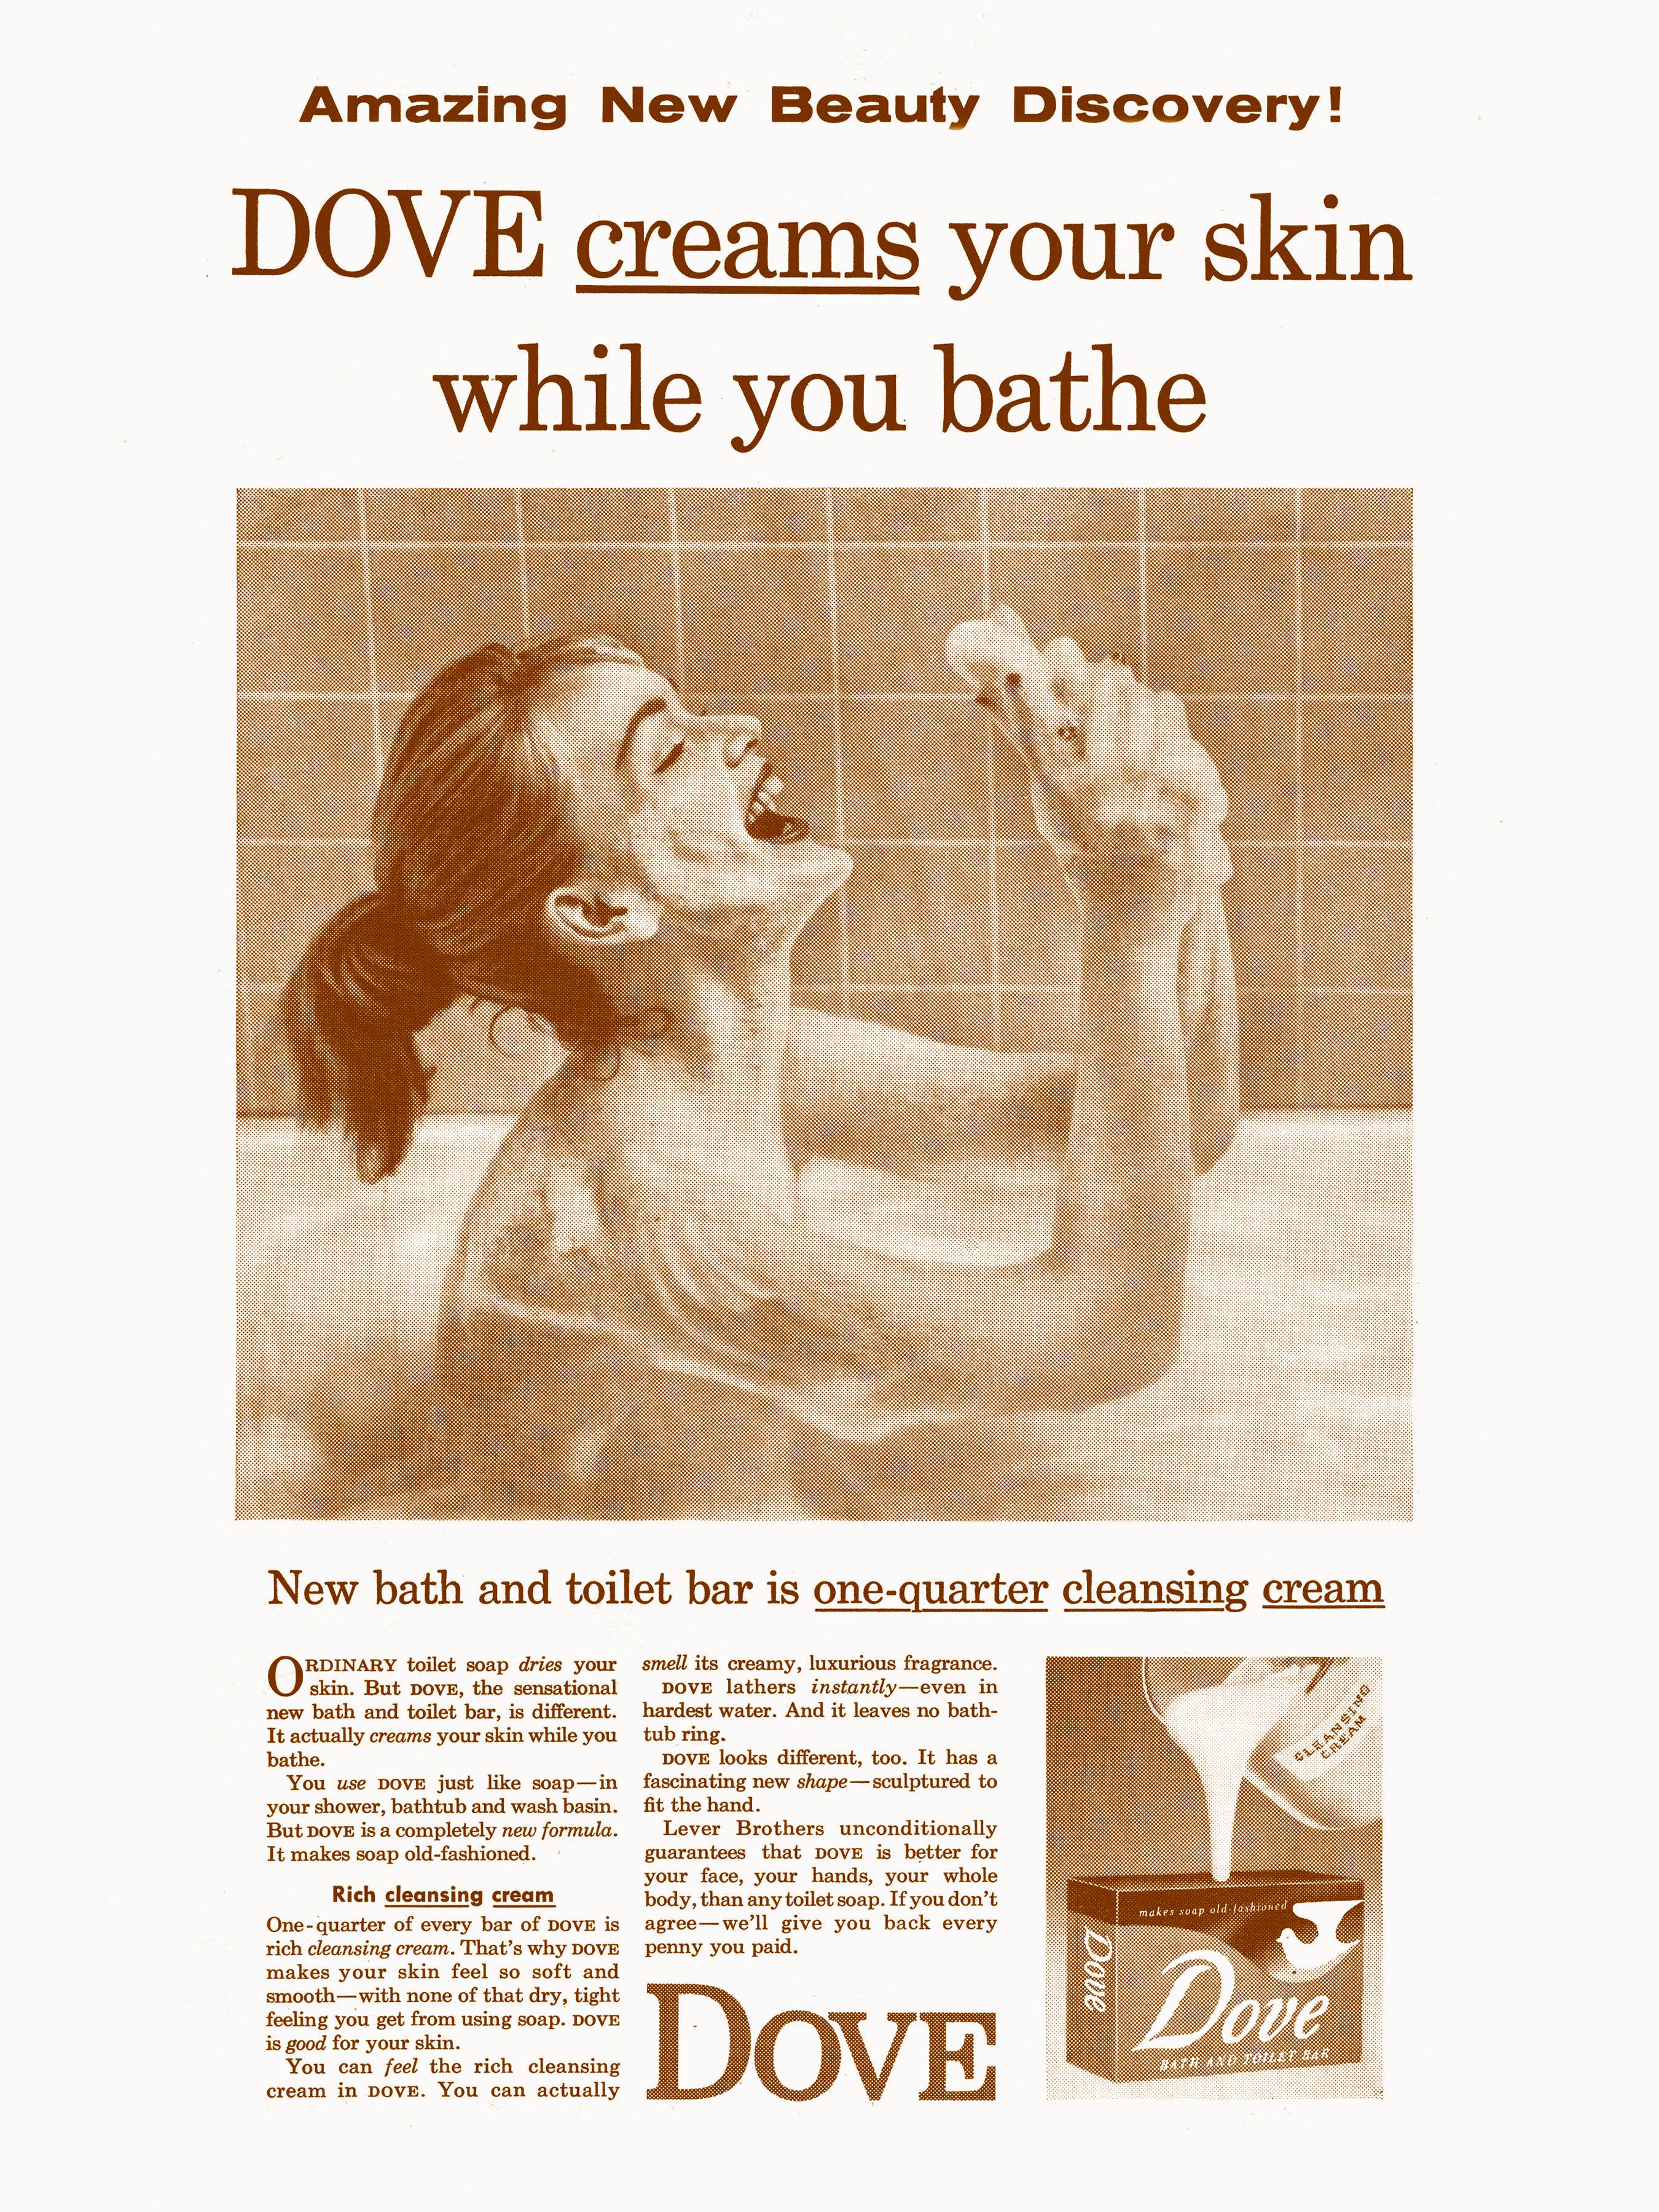 Amazing New Beauty Discovery!
DOVE creams your skin
while you bathe
New bath and toilet bar is one-quarter cleansing cream
ORDINARY toilet soap dries your
skin. But DOVE, the sensational
new bath and toilet bar, is different.
It actually creams your skin while you
bathe.
You use DOVE just like soap—in
your shower, bathtub and wash basin.
But DOVE is a completely new formula.
It makes soap old-fashioned.
Rich cleansing cream
One-quarter of every bar of DOVE is
rich cleansing cream. That's why DOVE
makes your skin feel so soft and
smooth—with none of that dry, tight
feeling you get from using soap. DOVE
is good for your skin.
You can feel the rich cleansing
cream in DOVE. You can actually
smell its creamy, luxurious fragrance.
DOVE lathers instantly—even in
hardest water. And it leaves no bath-
tub ring.
DOVE looks different, too. It has a
fascinating new shape—sculptured to
fit the hand.
Lever Brothers unconditionally
guarantees that DOVE is better for
your face, your hands, your whole
body, than any toilet soap. If you don't
agree—we'll give you back every
penny you paid.
DOVE
CLEANSING
CREAM
makes soap old-fashioned
Dove
Dove
BATH AND TOILET BAR